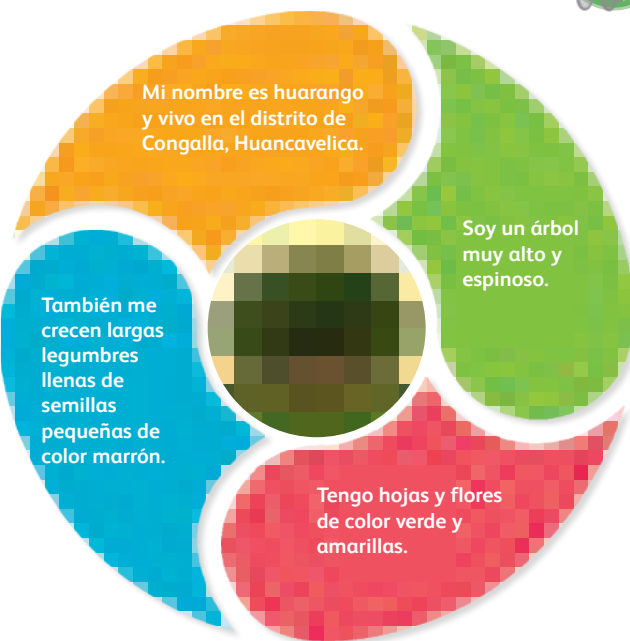 Mi nombre es huarango
y vivo en el distrito de
Congalla, Huancavelica.
Soy un árbol
muy alto y
espinoso.
Tengo hojas y flores
de color verde y
amarillas.
También me
crecen largas
legumbres
llenas de
semillas
pequeñas de
color marrón.